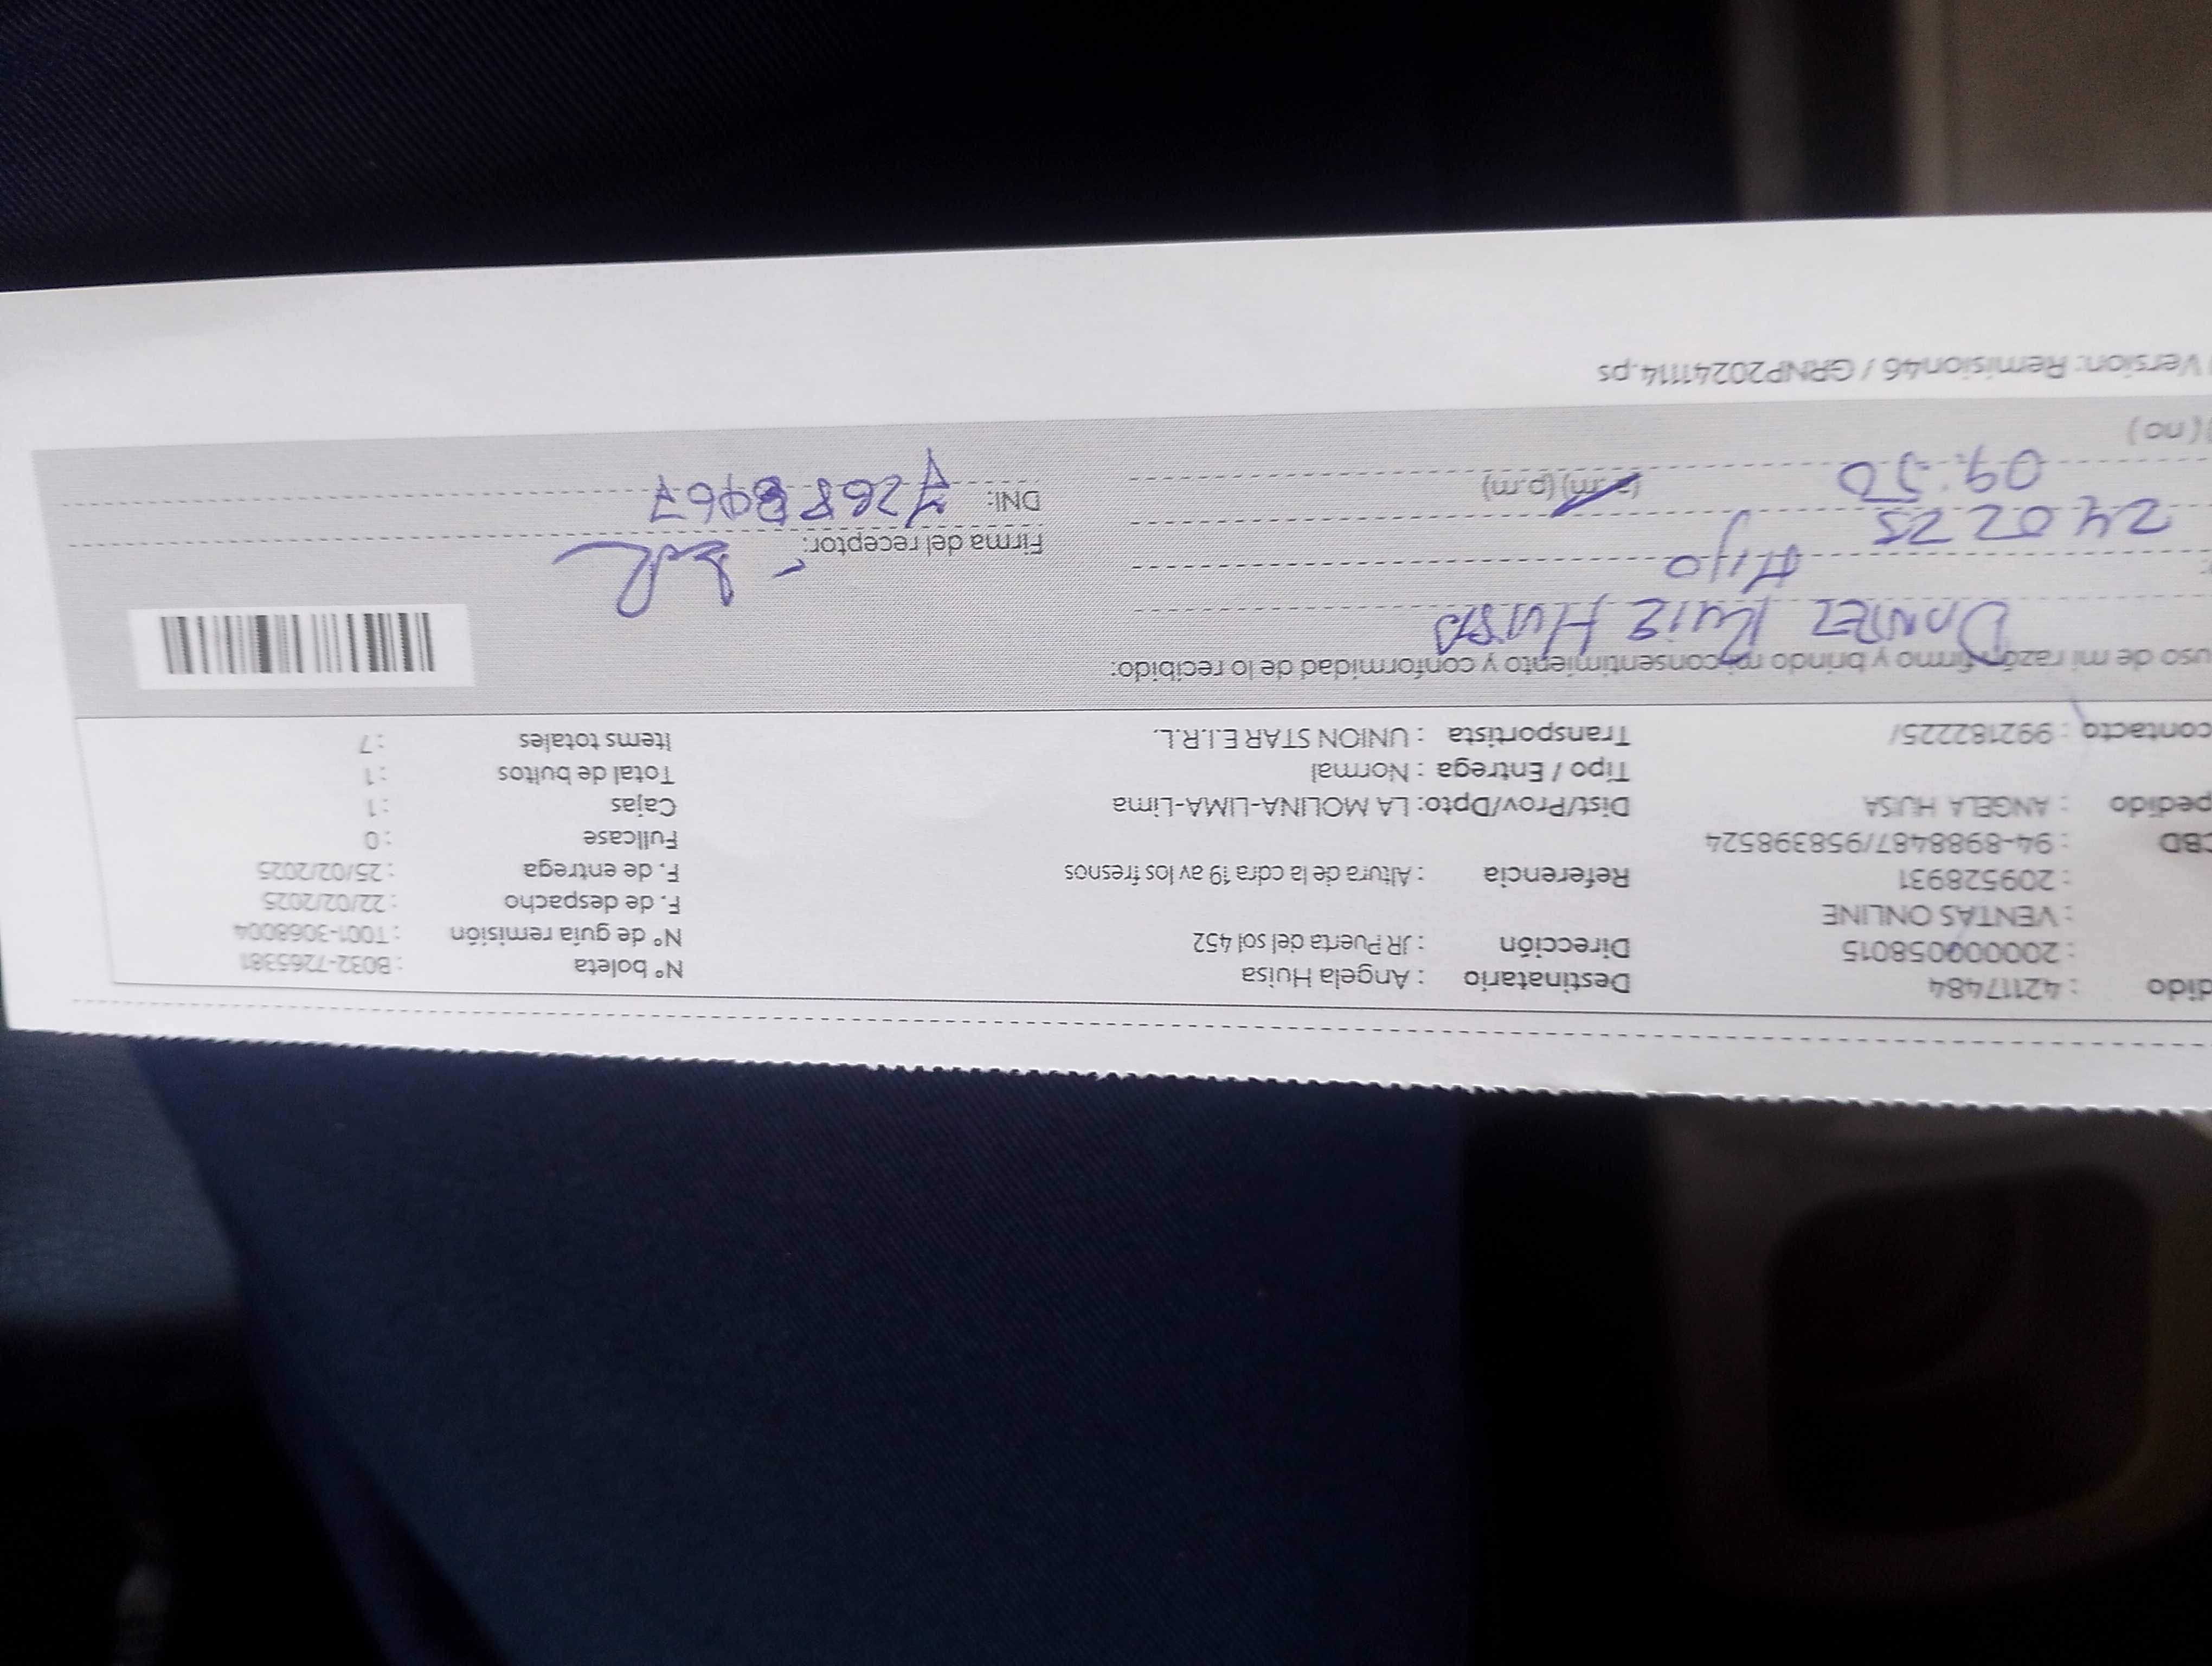 dido : 42117484 Destinatario : Angela Huisa N° boleta : B032-7265381
: 200000058015 Dirección : JR Puerta del sol 452 N° de guía remisión : T001-3068004
: VENTAS ONLINE F. de despacho : 22/02/2025
: 209528931 Referencia : Altura de la cdra 19 av los fresnos F. de entrega : 25/02/2025
CBD : 94-8988487/958398524 Fullcase : 0
pedido : ANGELA HUISA Dist/Prov/Dpto: LA MOLINA-LIMA-Lima Cajas : 1
Tipo / Entrega : Normal Total de bultos : 1
contacto : 992182225/ Transportista : UNION STAR E.I.R.L. Items totales : 7
uso de mi razón firmo y brindo mi consentimiento y conformidad de lo recibido:
DANIEL Ruiz HUISA
Hijo Firma del receptor:
24 02 25
09:50 (a.m) (p.m) DNI: 72688467
(no)
Version: Remision46 / GRNP20241114.ps